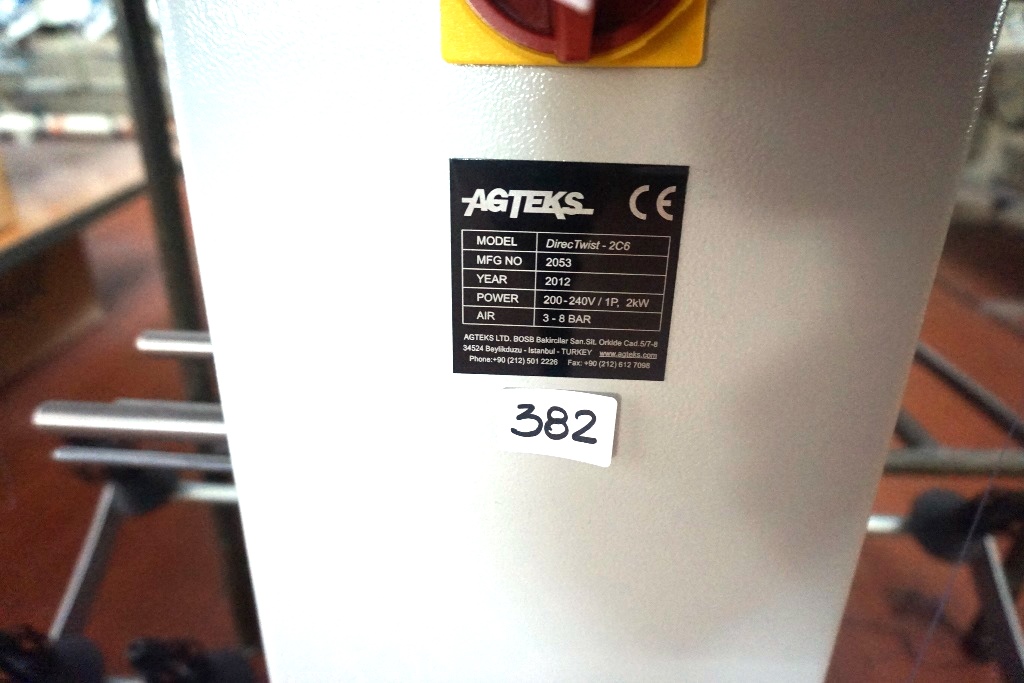 AGTEKS CE
MODEL DirecTwist - 2C6
MFG NO 2053
YEAR 2012
POWER 200-240V / 1P, 2kW
AIR 3 - 8 BAR
AGTEKS LTD. BOSB Bakircilar San.Sit. Orkide Cad.5/7-8
34524 Beylikduzu - Istanbul - TURKEY www.agteks.com
Phone:+90 (212) 501 2226 Fax: +90 (212) 612 7098
382